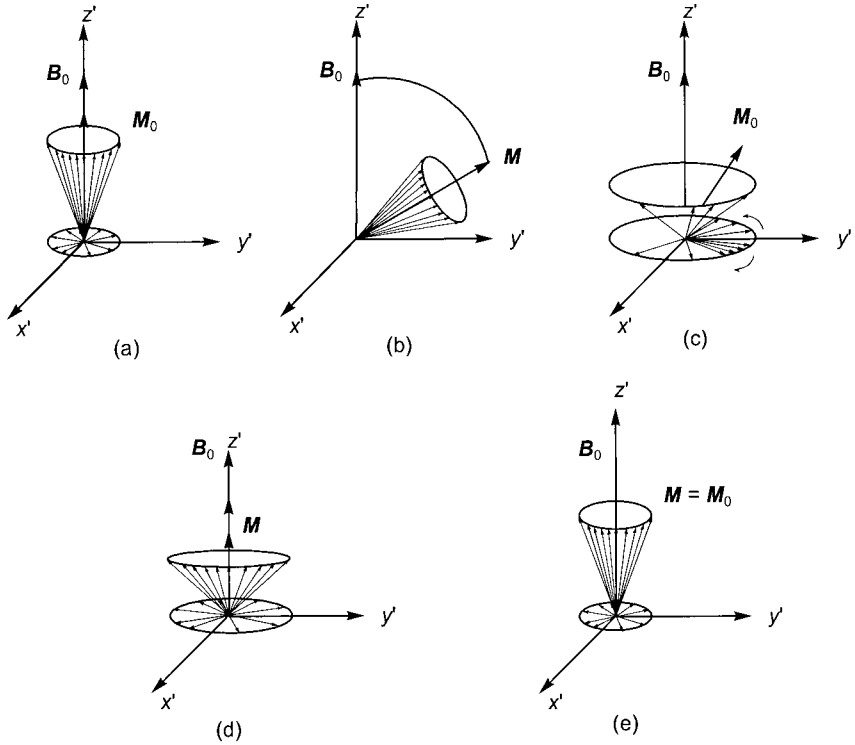 z'
B₀
M₀
y'
x'
(a)
z'
B₀
M
y'
x'
(b)
z'
B₀
M₀
y'
x'
(c)
B₀ z'
M
y'
x'
(d)
z'
B₀
M = M₀
y'
x'
(e)